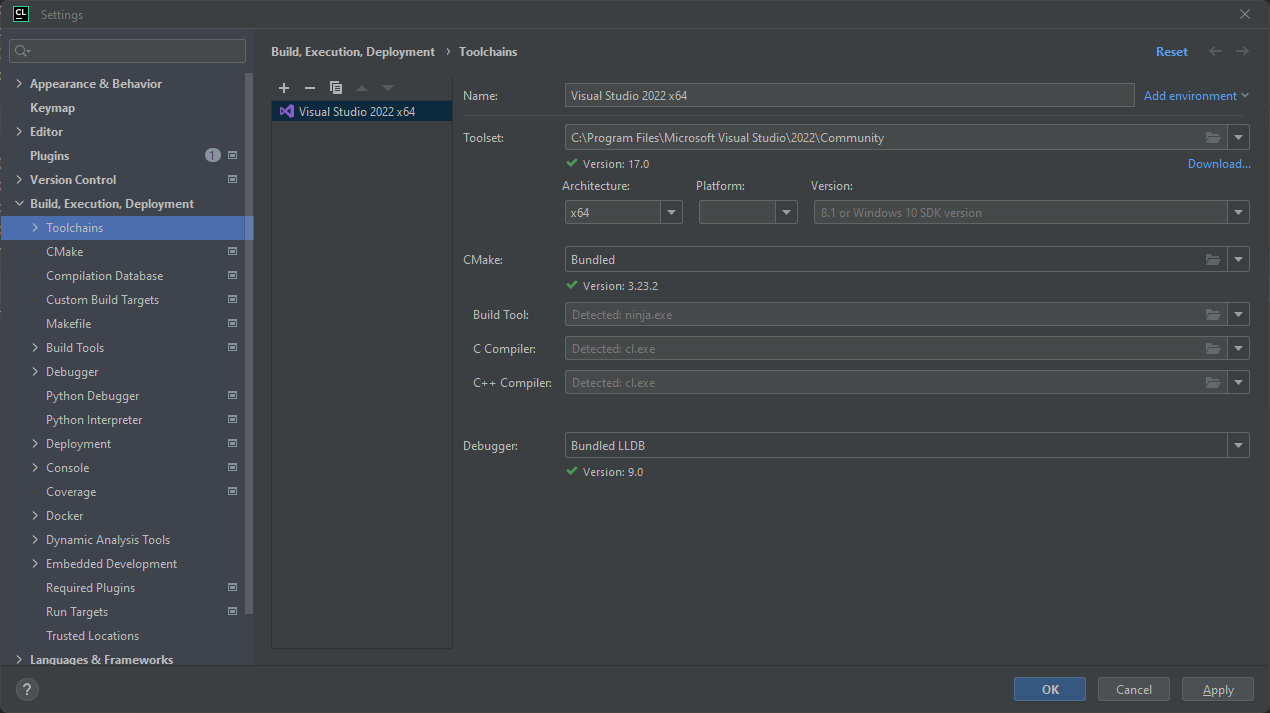 CL Settings
Appearance & Behavior
Keymap
Editor
Plugins 1
Version Control
Build, Execution, Deployment
Toolchains
CMake
Compilation Database
Custom Build Targets
Makefile
Build Tools
Debugger
Python Debugger
Python Interpreter
Deployment
Console
Coverage
Docker
Dynamic Analysis Tools
Embedded Development
Required Plugins
Run Targets
Trusted Locations
Languages & Frameworks
Build, Execution, Deployment › Toolchains
Reset
Visual Studio 2022 x64
Name: Visual Studio 2022 x64 Add environment
Toolset: C:\Program Files\Microsoft Visual Studio\2022\Community
Version: 17.0 Download...
Architecture: Platform: Version:
x64 8.1 or Windows 10 SDK version
CMake: Bundled
Version: 3.23.2
Build Tool: Detected: ninja.exe
C Compiler: Detected: cl.exe
C++ Compiler: Detected: cl.exe
Debugger: Bundled LLDB
Version: 9.0
? OK Cancel Apply